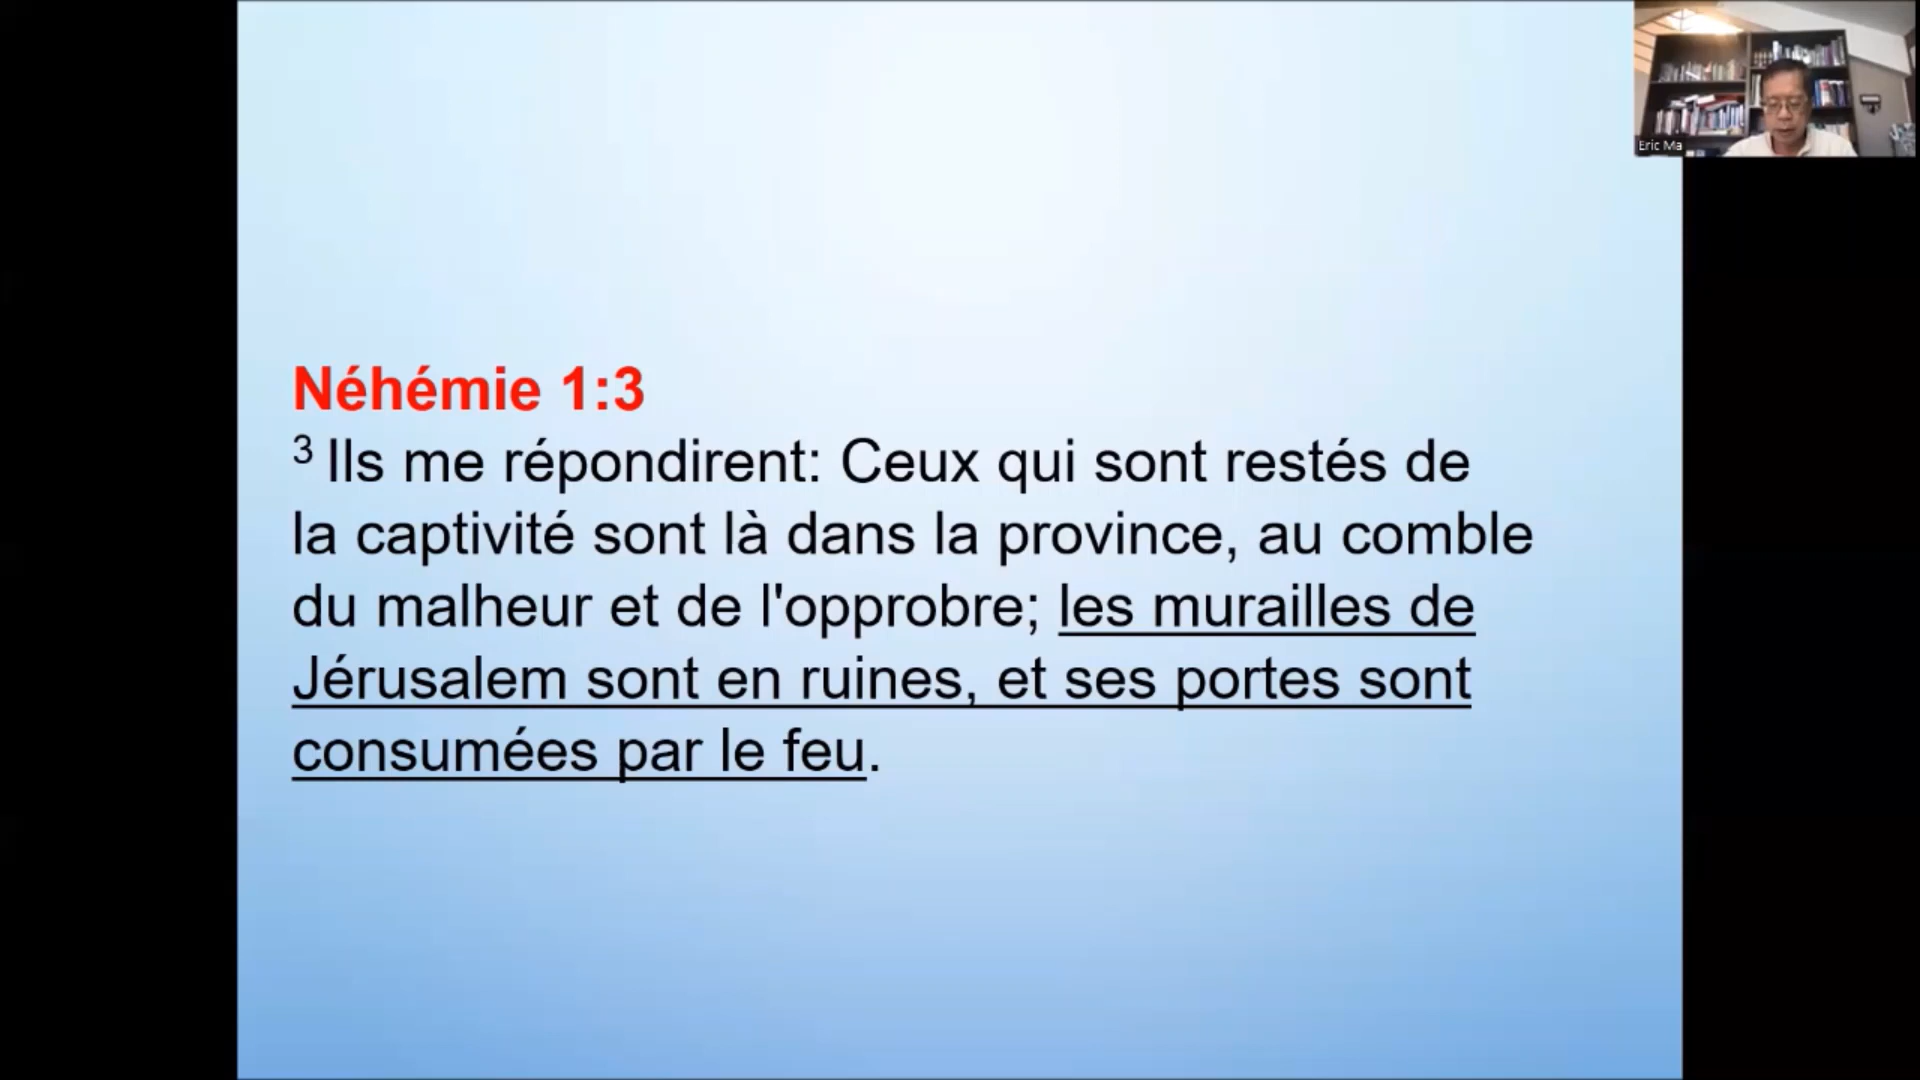 Néhémie 1:3
3 Ils me répondirent: Ceux qui sont restés de
la captivité sont là dans la province, au comble
du malheur et de l'opprobre; les murailles de
Jérusalem sont en ruines, et ses portes sont
consumées par le feu.
Eric Ma